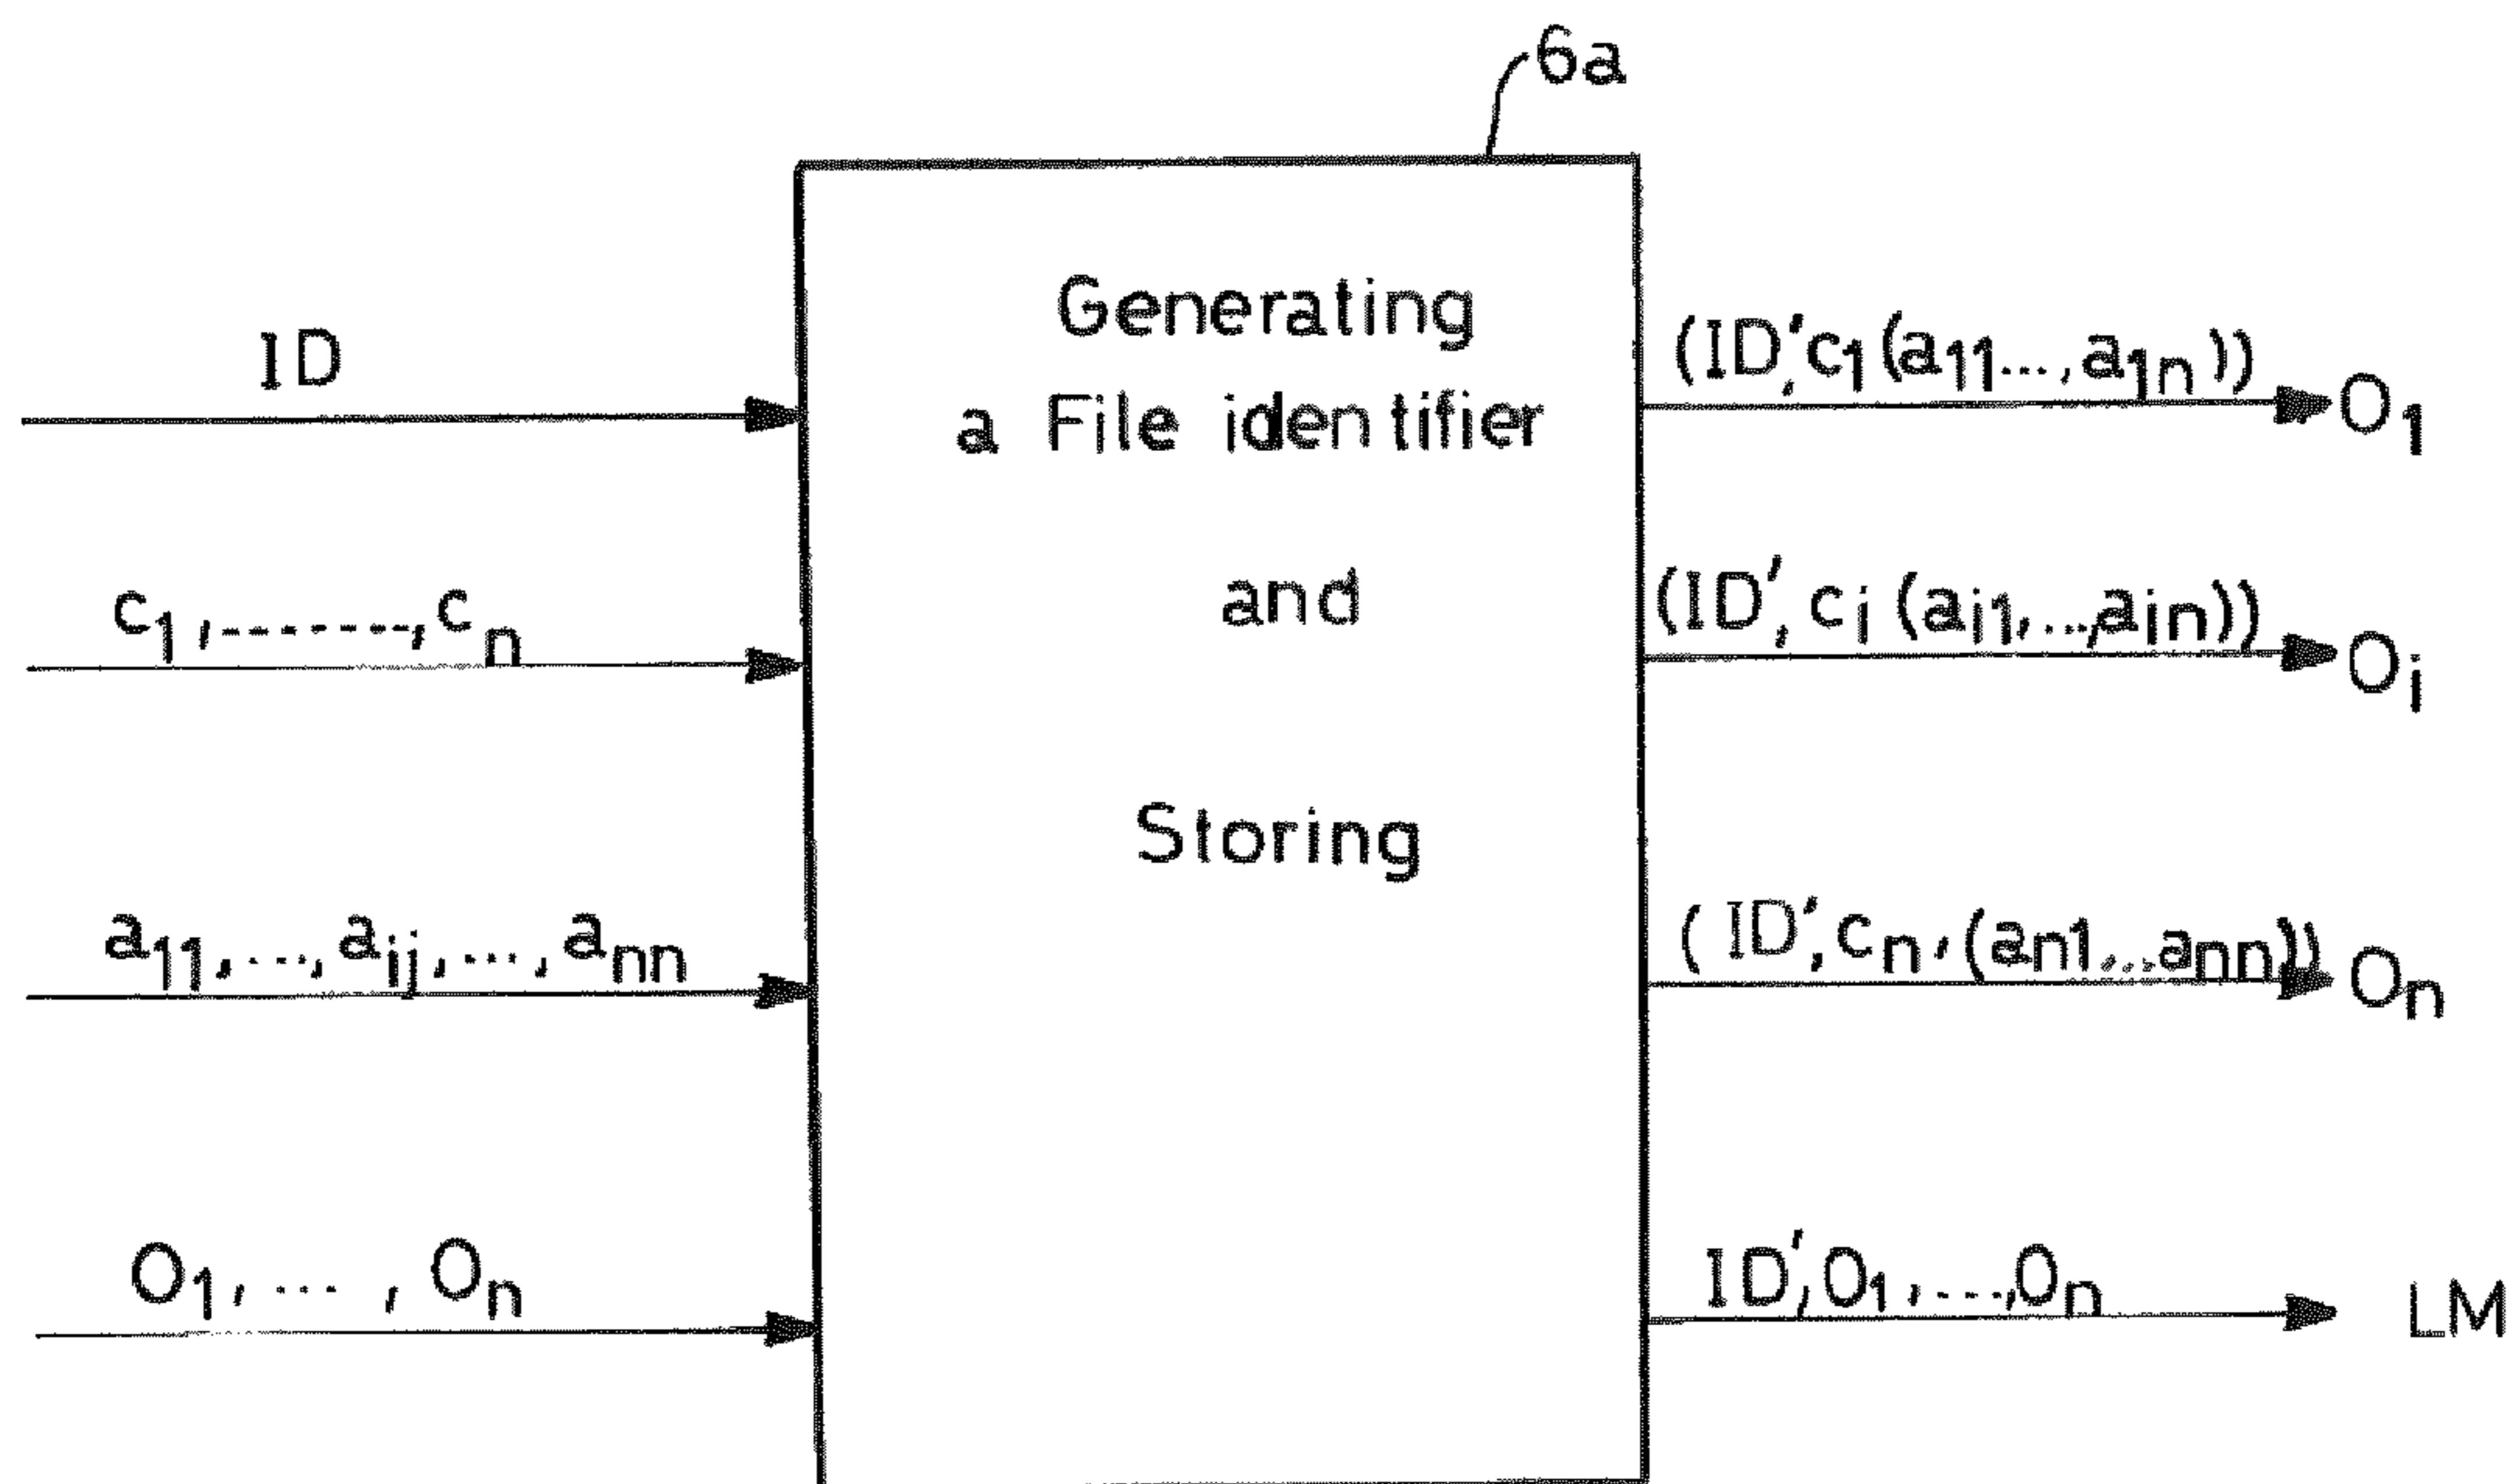 6a
ID
c1,.......,cn
a11,...,aij,...,ann
O1,...,On
Generating
a File identifier
and
Storing
(ID',c1(a11...,a1n))
O1
(ID',ci(ai1,...,ain))
Oi
(ID',cn,(an1,..,ann))
On
ID',O1,...,On
LM